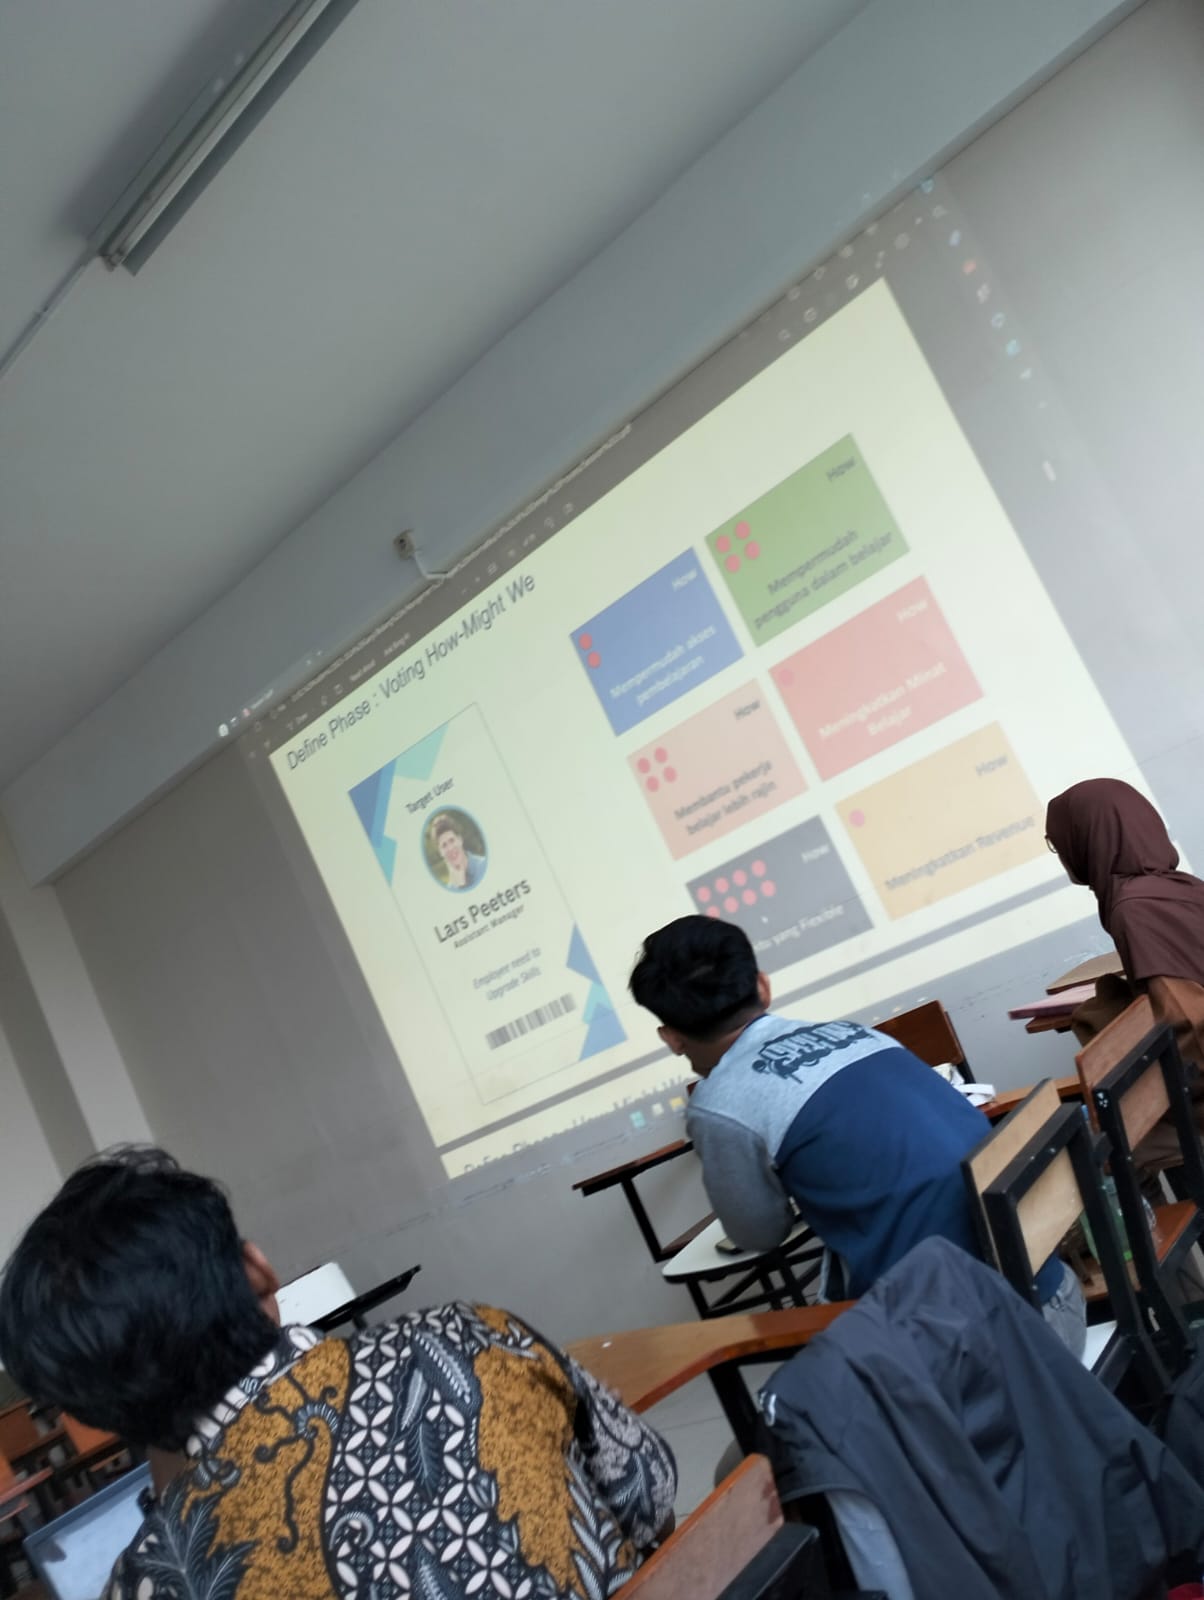 Define Phase : Voting How-Might We
Target User
Lars Peeters
Assistant Manager
Employee need to
Upgrade Skills
How
Mempermudah akses
pembelajaran
How
Mempermudah
pengguna dalam belajar
How
Membantu pekerja
belajar lebih rajin
How
Meningkatkan Minat
Belajar
How
yang Flexible
How
Meningkatkan Revenue